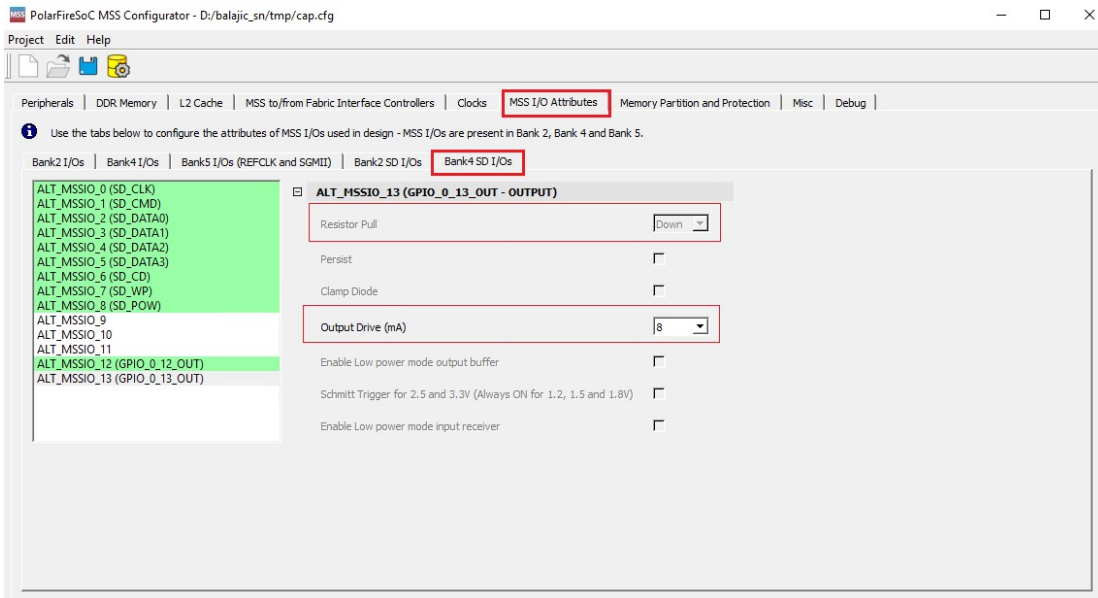 MSS PolarFireSoC MSS Configurator - D:/balajic_sn/tmp/cap.cfg
Project Edit Help
Peripherals DDR Memory L2 Cache MSS to/from Fabric Interface Controllers Clocks MSS I/O Attributes Memory Partition and Protection Misc Debug
Use the tabs below to configure the attributes of MSS I/Os used in design - MSS I/Os are present in Bank 2, Bank 4 and Bank 5.
Bank2 I/Os Bank4 I/Os Bank5 I/Os (REFCLK and SGMII) Bank2 SD I/Os Bank4 SD I/Os
ALT_MSSIO_0 (SD_CLK)
ALT_MSSIO_1 (SD_CMD)
ALT_MSSIO_2 (SD_DATA0)
ALT_MSSIO_3 (SD_DATA1)
ALT_MSSIO_4 (SD_DATA2)
ALT_MSSIO_5 (SD_DATA3)
ALT_MSSIO_6 (SD_CD)
ALT_MSSIO_7 (SD_WP)
ALT_MSSIO_8 (SD_POW)
ALT_MSSIO_9
ALT_MSSIO_10
ALT_MSSIO_11
ALT_MSSIO_12 (GPIO_0_12_OUT)
ALT_MSSIO_13 (GPIO_0_13_OUT)
ALT_MSSIO_13 (GPIO_0_13_OUT - OUTPUT)
Resistor Pull Down
Persist
Clamp Diode
Output Drive (mA) 8
Enable Low power mode output buffer
Schmitt Trigger for 2.5 and 3.3V (Always ON for 1.2, 1.5 and 1.8V)
Enable Low power mode input receiver